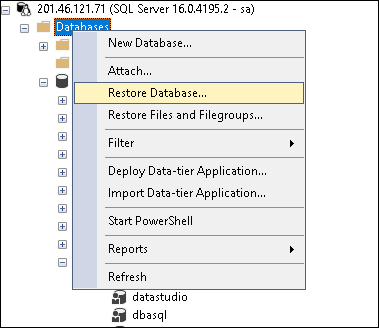 201.46.121.71 (SQL Server 16.0.4195.2 - sa)
Databases
New Database...
Attach...
Restore Database...
Restore Files and Filegroups...
Filter
Deploy Data-tier Application...
Import Data-tier Application...
Start PowerShell
Reports
Refresh
datastudio
dbasql